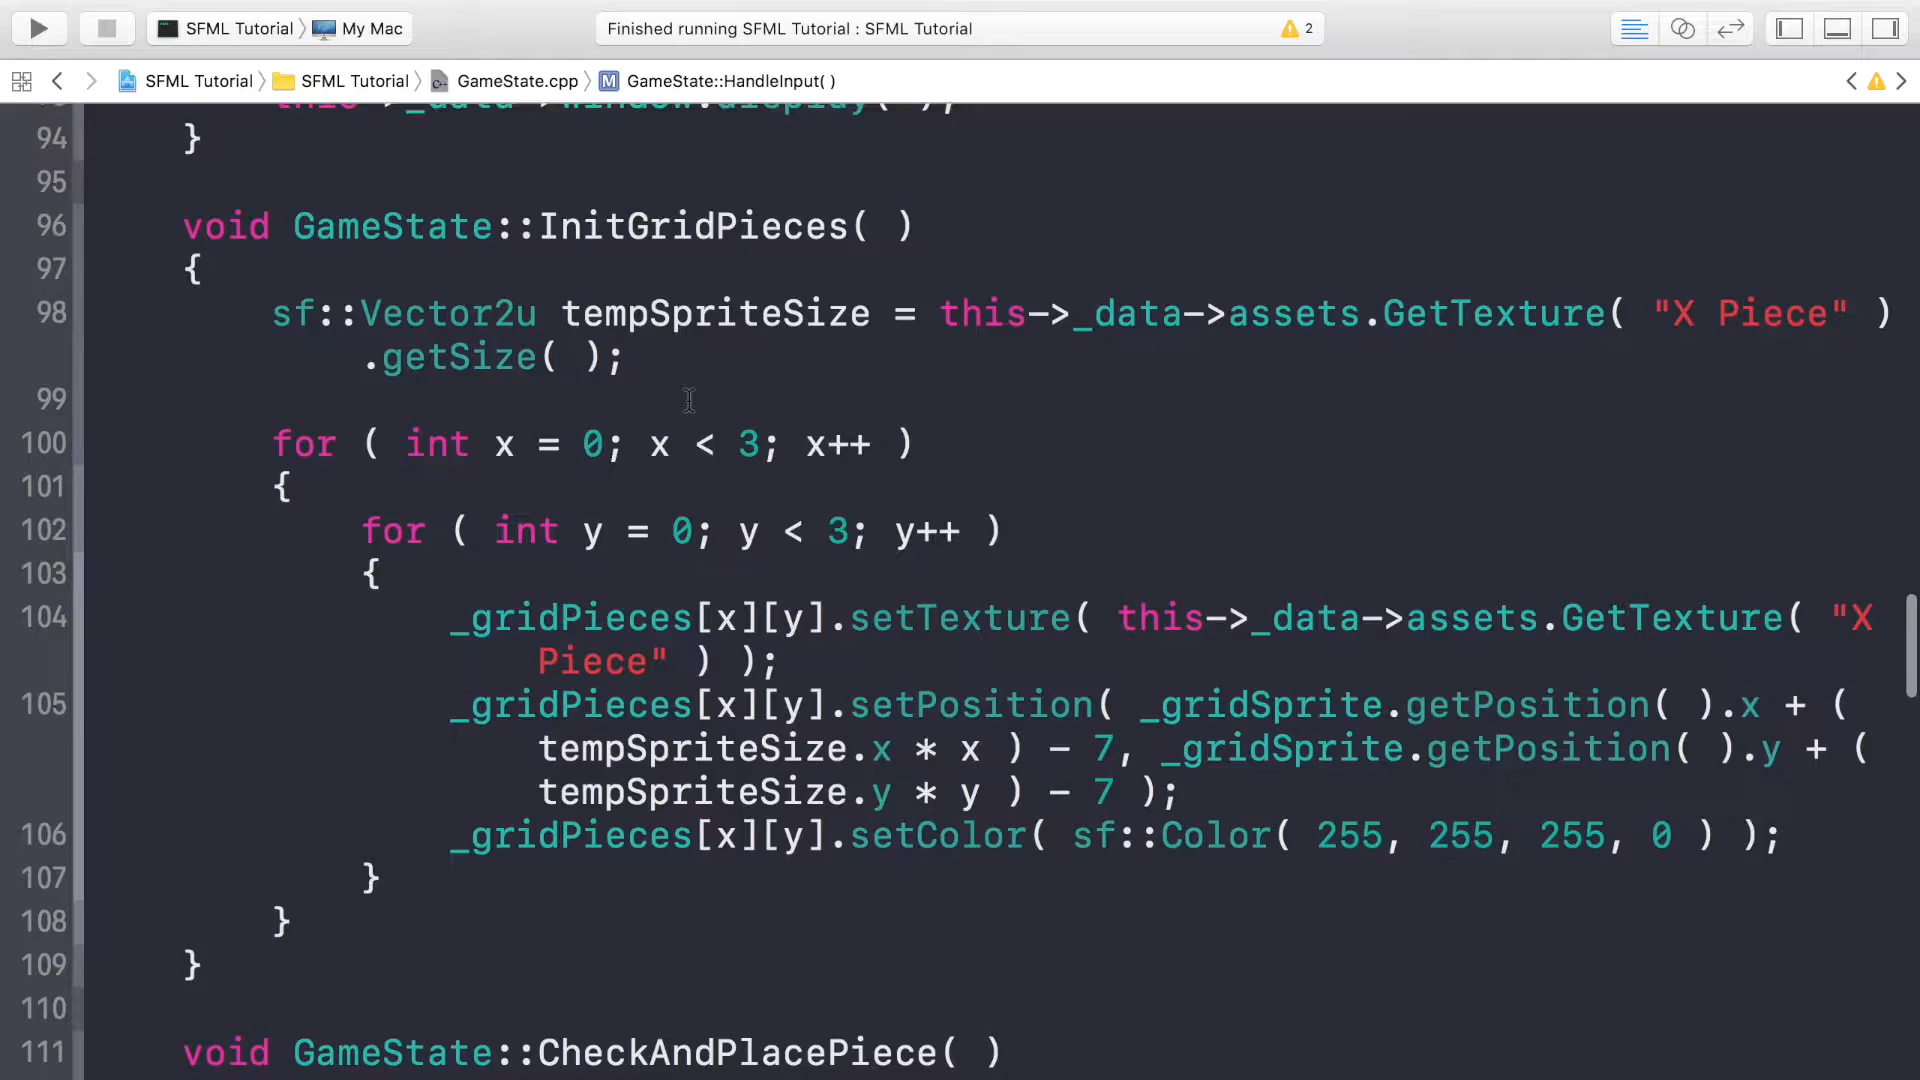 SFML Tutorial My Mac Finished running SFML Tutorial : SFML Tutorial 2
SFML Tutorial SFML Tutorial GameState.cpp M GameState::HandleInput( )
this->_data->window.display( );
94 }
95
96 void GameState::InitGridPieces( )
97 {
98 sf::Vector2u tempSpriteSize = this->_data->assets.GetTexture( "X Piece" )
.getSize( );
99
100 for ( int x = 0; x < 3; x++ )
101 {
102 for ( int y = 0; y < 3; y++ )
103 {
104 _gridPieces[x][y].setTexture( this->_data->assets.GetTexture( "X
Piece" ) );
105 _gridPieces[x][y].setPosition( _gridSprite.getPosition( ).x + (
tempSpriteSize.x * x ) - 7, _gridSprite.getPosition( ).y + (
tempSpriteSize.y * y ) - 7 );
106 _gridPieces[x][y].setColor( sf::Color( 255, 255, 255, 0 ) );
107 }
108 }
109 }
110
111 void GameState::CheckAndPlacePiece( )